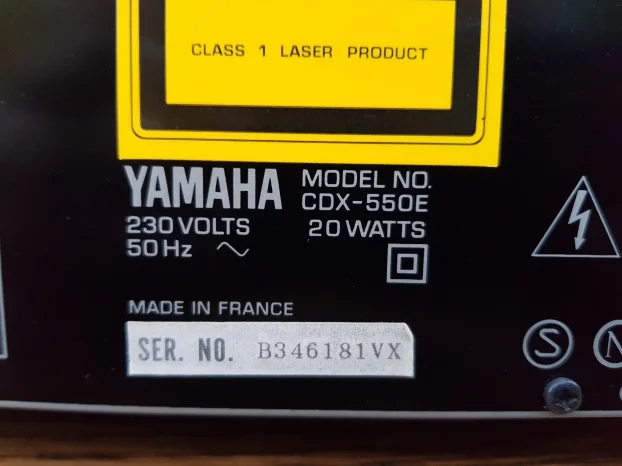 CLASS 1 LASER PRODUCT
YAMAHA MODEL NO.
CDX-550E
230 VOLTS 20 WATTS
50 Hz
MADE IN FRANCE
SER. NO. B346181VX
S N